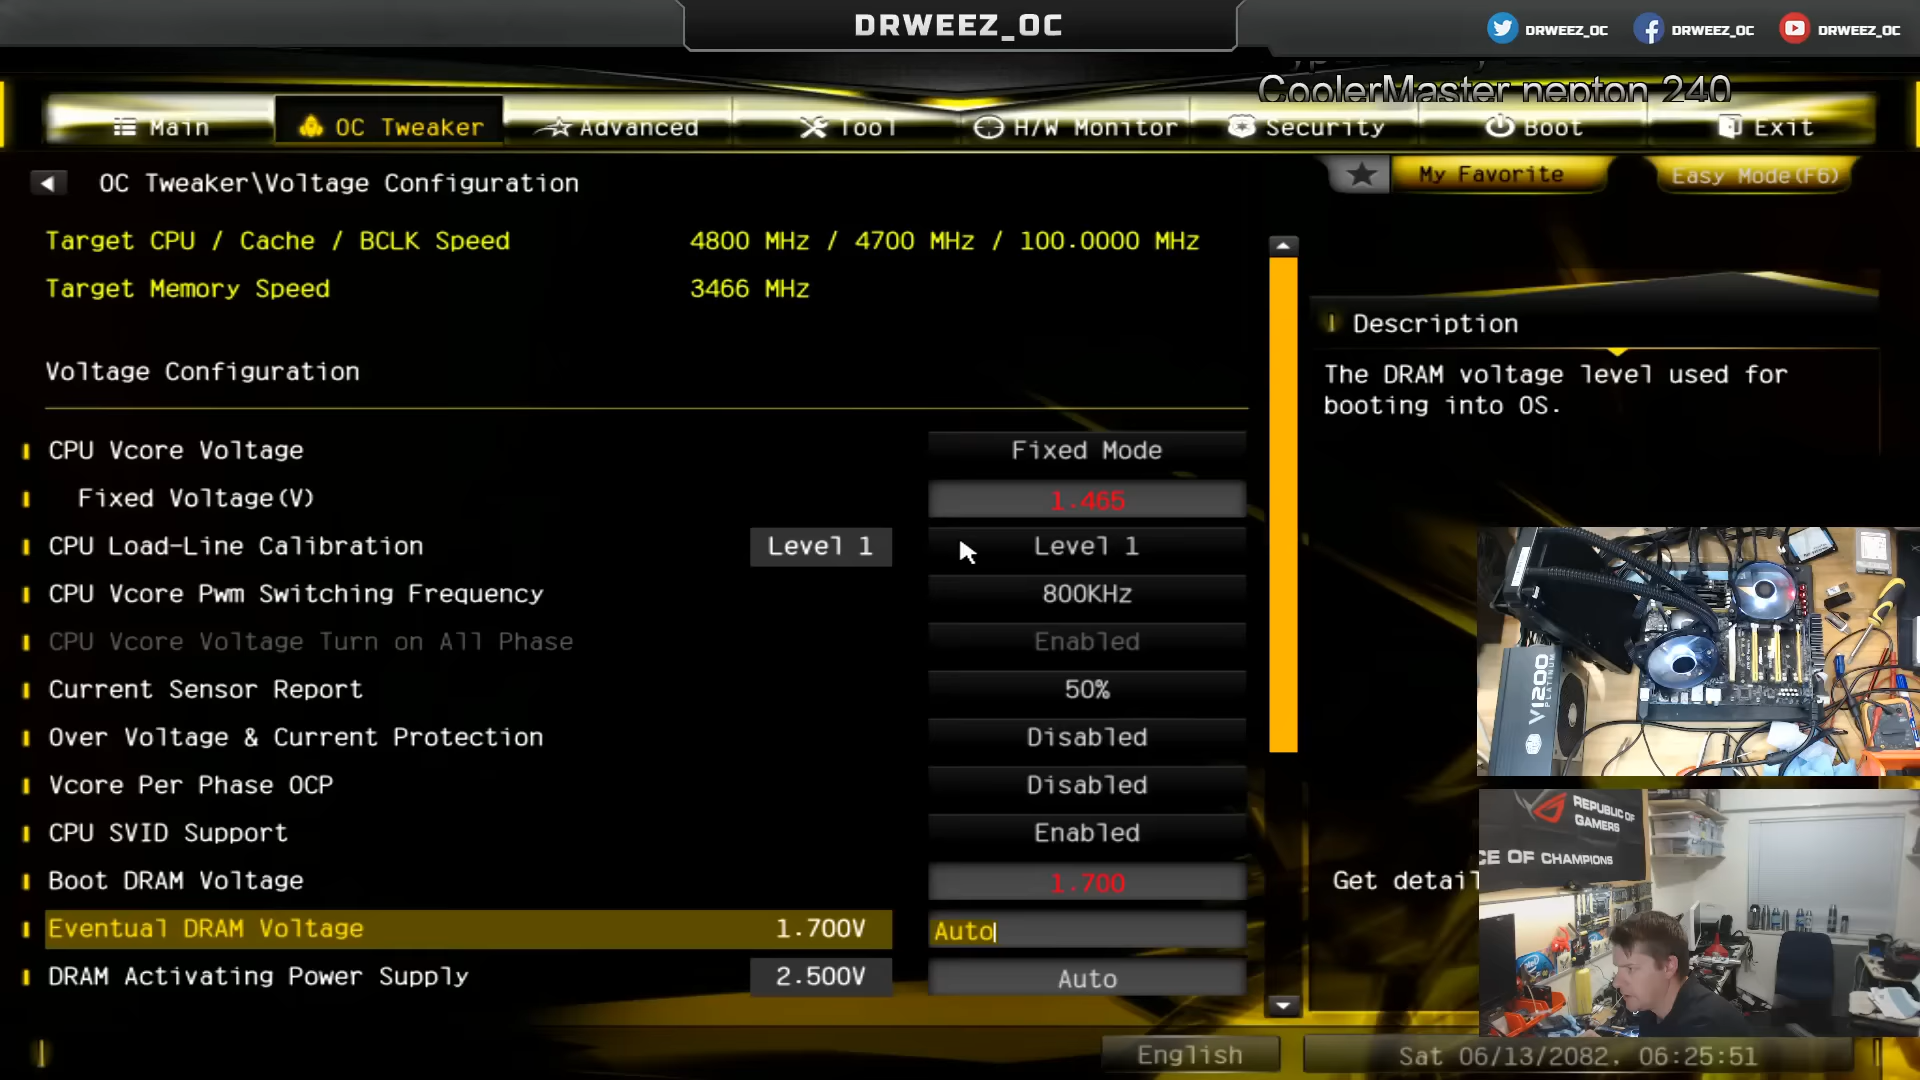 DRWEEZ_OC
DRWEEZ_OC
DRWEEZ_OC
DRWEEZ_OC
CoolerMaster nepton 240
Main
OC Tweaker
Advanced
Tool
H/W Monitor
Security
Boot
Exit
OC Tweaker\Voltage Configuration
My Favorite
Easy Mode(F6)
Target CPU / Cache / BCLK Speed 4800 MHz / 4700 MHz / 100.0000 MHz
Target Memory Speed 3466 MHz
Description
The DRAM voltage level used for
booting into OS.
Voltage Configuration
CPU Vcore Voltage Fixed Mode
Fixed Voltage(V) 1.465
CPU Load-Line Calibration Level 1 Level 1
CPU Vcore Pwm Switching Frequency 800KHz
CPU Vcore Voltage Turn on All Phase Enabled
Current Sensor Report 50%
Over Voltage & Current Protection Disabled
Vcore Per Phase OCP Disabled
CPU SVID Support Enabled
Boot DRAM Voltage 1.700
Eventual DRAM Voltage 1.700V Auto
DRAM Activating Power Supply 2.500V Auto
Get detail
V1200
PLATINUM
REPUBLIC OF
GAMERS
CE OF CHAMPIONS
English
Sat 06/13/2082, 06:25:51